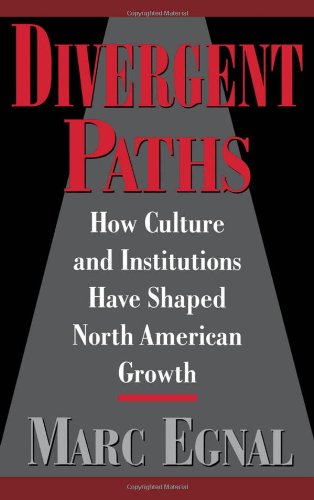 DIVERGENT
PATHS
How Culture
and Institutions
Have Shaped
North American
Growth
MARC EGNAL